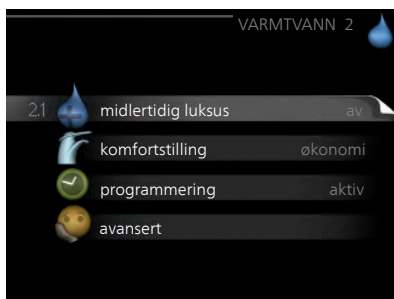 VARMTVANN 2
2.1 midlertidig luksus av
komfortstilling økonomi
programmering aktiv
avansert